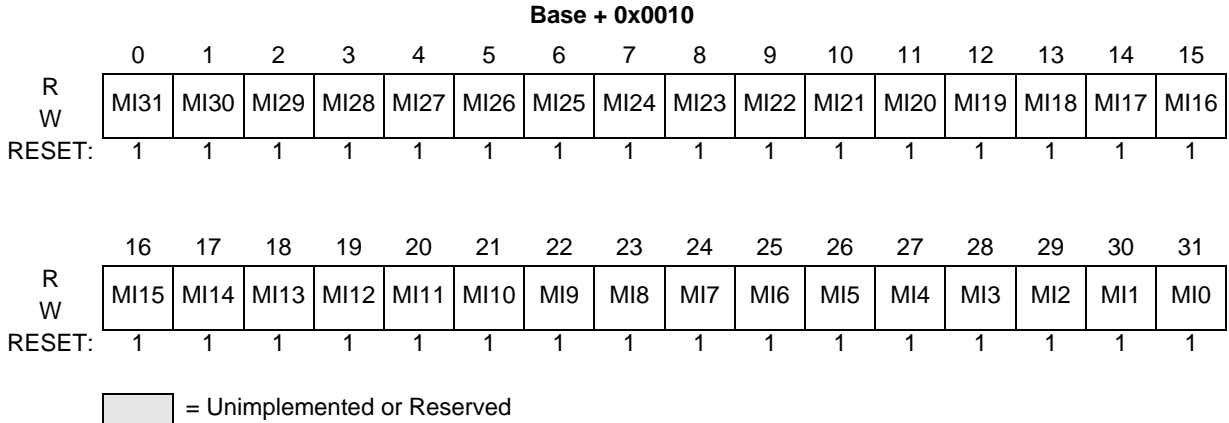 Base + 0x0010
0 1 2 3 4 5 6 7 8 9 10 11 12 13 14 15
R
W
MI31 MI30 MI29 MI28 MI27 MI26 MI25 MI24 MI23 MI22 MI21 MI20 MI19 MI18 MI17 MI16
RESET: 1 1 1 1 1 1 1 1 1 1 1 1 1 1 1 1
16 17 18 19 20 21 22 23 24 25 26 27 28 29 30 31
R
W
MI15 MI14 MI13 MI12 MI11 MI10 MI9 MI8 MI7 MI6 MI5 MI4 MI3 MI2 MI1 MI0
RESET: 1 1 1 1 1 1 1 1 1 1 1 1 1 1 1 1
= Unimplemented or Reserved